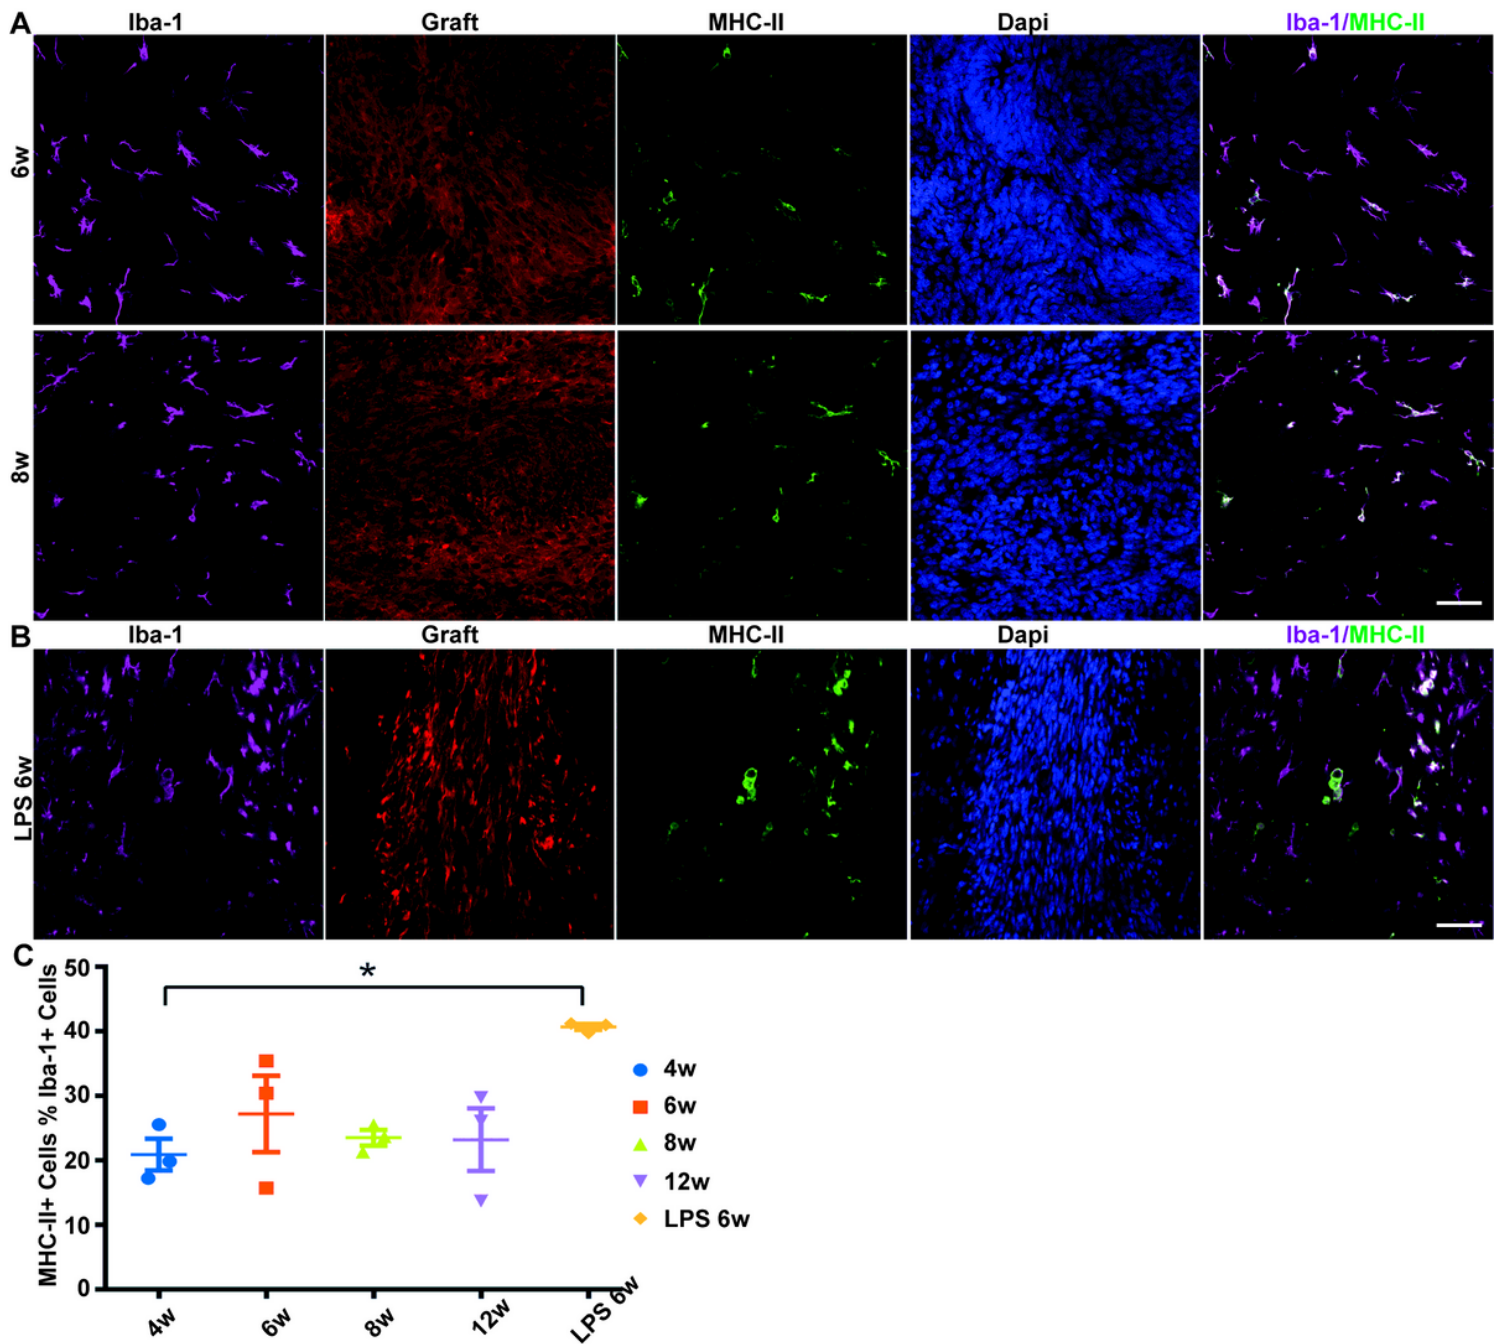 A Iba-1 Graft MHC-II Dapi Iba-1/MHC-II
6w
8w
B Iba-1 Graft MHC-II Dapi Iba-1/MHC-II
LPS 6w
C
MHC-II+ Cells % Iba-1+ Cells
50
40
30
20
10
0
*
4w
6w
8w
12w
LPS 6w
4w 6w 8w 12w LPS 6w